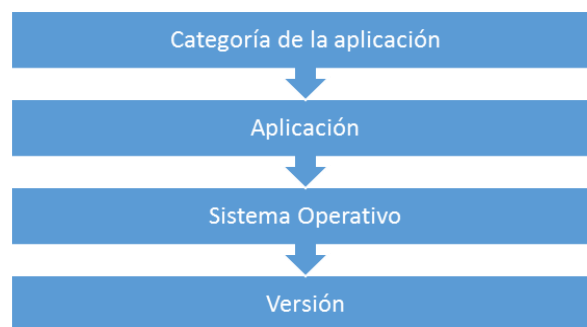 Categoría de la aplicación
Aplicación
Sistema Operativo
Versión